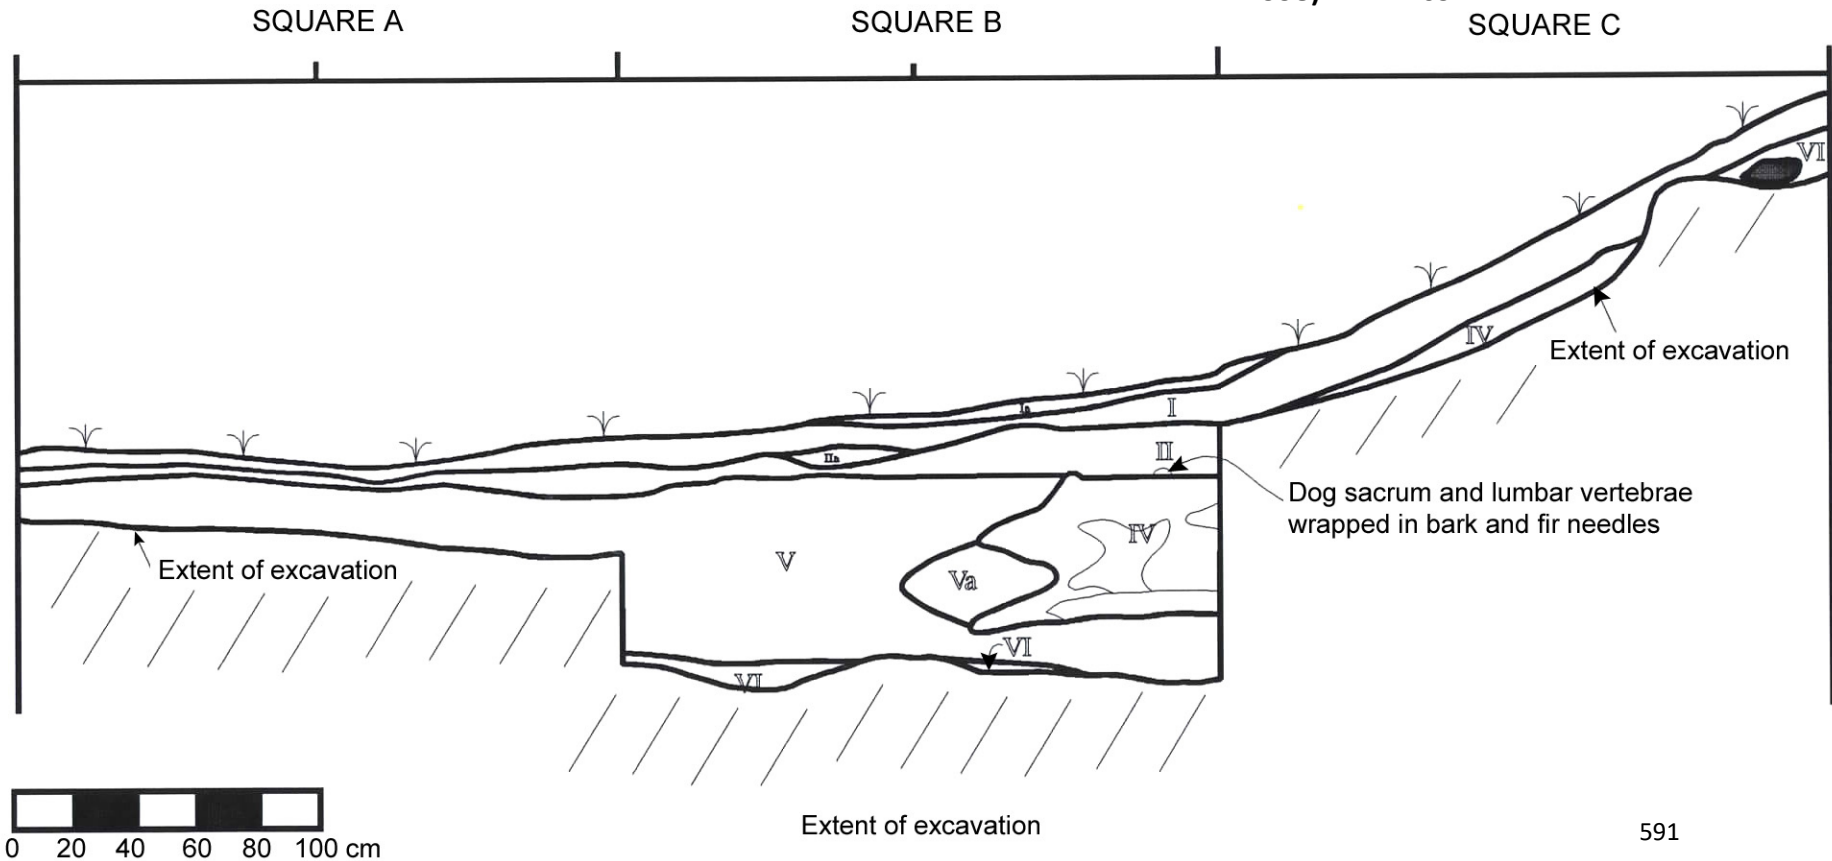 SQUARE A
SQUARE B
SQUARE C
VI
IV
Extent of excavation
Ia
I
IIa
II
Dog sacrum and lumbar vertebrae
wrapped in bark and fir needles
IV
V
Va
Extent of excavation
VI
VI
0 20 40 60 80 100 cm
Extent of excavation
591